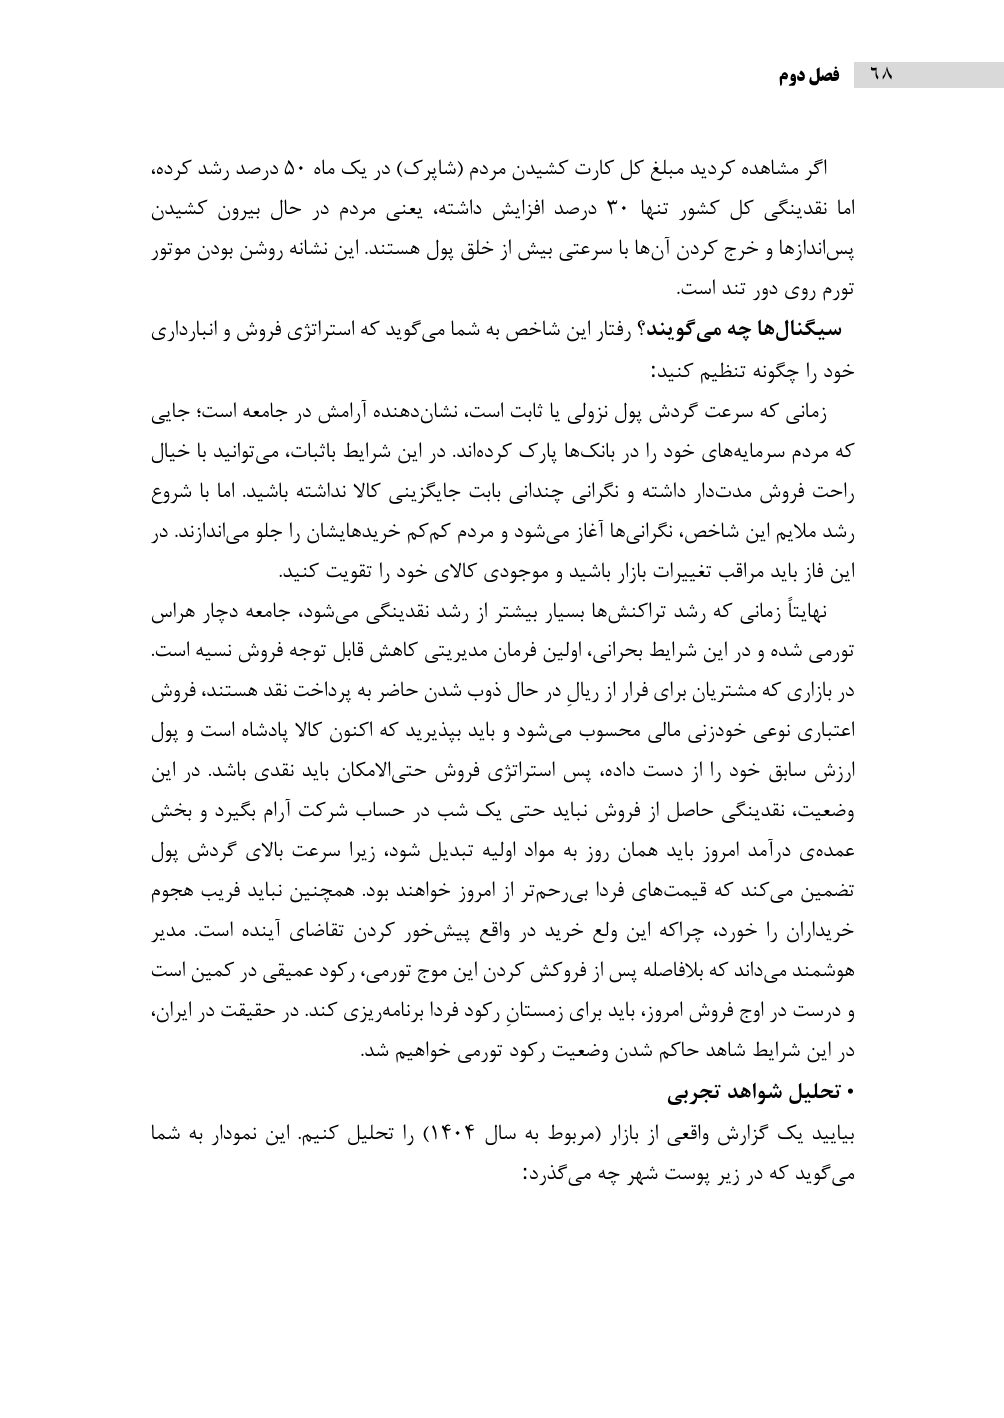 ۶۸ فصل دوم
اگر مشاهده کردید مبلغ کل کارت کشیدن مردم (شاپرک) در یک ماه ۵۰ درصد رشد کرده،
اما نقدینگی کل کشور تنها ۳۰ درصد افزایش داشته، یعنی مردم در حال بیرون کشیدن
پس‌اندازها و خرج کردن آن‌ها با سرعتی بیش از خلق پول هستند. این نشانه روشن بودن موتور
تورم روی دور تند است.
سیگنال‌ها چه می‌گویند؟ رفتار این شاخص به شما می‌گوید که استراتژی فروش و انبارداری
خود را چگونه تنظیم کنید:
زمانی که سرعت گردش پول نزولی یا ثابت است، نشان‌دهنده آرامش در جامعه است؛ جایی
که مردم سرمایه‌های خود را در بانک‌ها پارک کرده‌اند. در این شرایط باثبات، می‌توانید با خیال
راحت فروش مدت‌دار داشته و نگرانی چندانی بابت جایگزینی کالا نداشته باشید. اما با شروع
رشد ملایم این شاخص، نگرانی‌ها آغاز می‌شود و مردم کم‌کم خریدهایشان را جلو می‌اندازند. در
این فاز باید مراقب تغییرات بازار باشید و موجودی کالای خود را تقویت کنید.
نهایتاً زمانی که رشد تراکنش‌ها بسیار بیشتر از رشد نقدینگی می‌شود، جامعه دچار هراس
تورمی شده و در این شرایط بحرانی، اولین فرمان مدیریتی کاهش قابل توجه فروش نسیه است.
در بازاری که مشتریان برای فرار از ریالِ در حال ذوب شدن حاضر به پرداخت نقد هستند، فروش
اعتباری نوعی خودزنی مالی محسوب می‌شود و باید بپذیرید که اکنون کالا پادشاه است و پول
ارزش سابق خود را از دست داده، پس استراتژی فروش حتی‌الامکان باید نقدی باشد. در این
وضعیت، نقدینگی حاصل از فروش نباید حتی یک شب در حساب شرکت آرام بگیرد و بخش
عمده‌ی درآمد امروز باید همان روز به مواد اولیه تبدیل شود، زیرا سرعت بالای گردش پول
تضمین می‌کند که قیمت‌های فردا بی‌رحم‌تر از امروز خواهند بود. همچنین نباید فریب هجوم
خریداران را خورد، چراکه این ولع خرید در واقع پیش‌خور کردن تقاضای آینده است. مدیر
هوشمند می‌داند که بلافاصله پس از فروکش کردن این موج تورمی، رکود عمیقی در کمین است
و درست در اوج فروش امروز، باید برای زمستانِ رکود فردا برنامه‌ریزی کند. در حقیقت در ایران،
در این شرایط شاهد حاکم شدن وضعیت رکود تورمی خواهیم شد.
• تحلیل شواهد تجربی
بیایید یک گزارش واقعی از بازار (مربوط به سال ۱۴۰۴) را تحلیل کنیم. این نمودار به شما
می‌گوید که در زیر پوست شهر چه می‌گذرد: